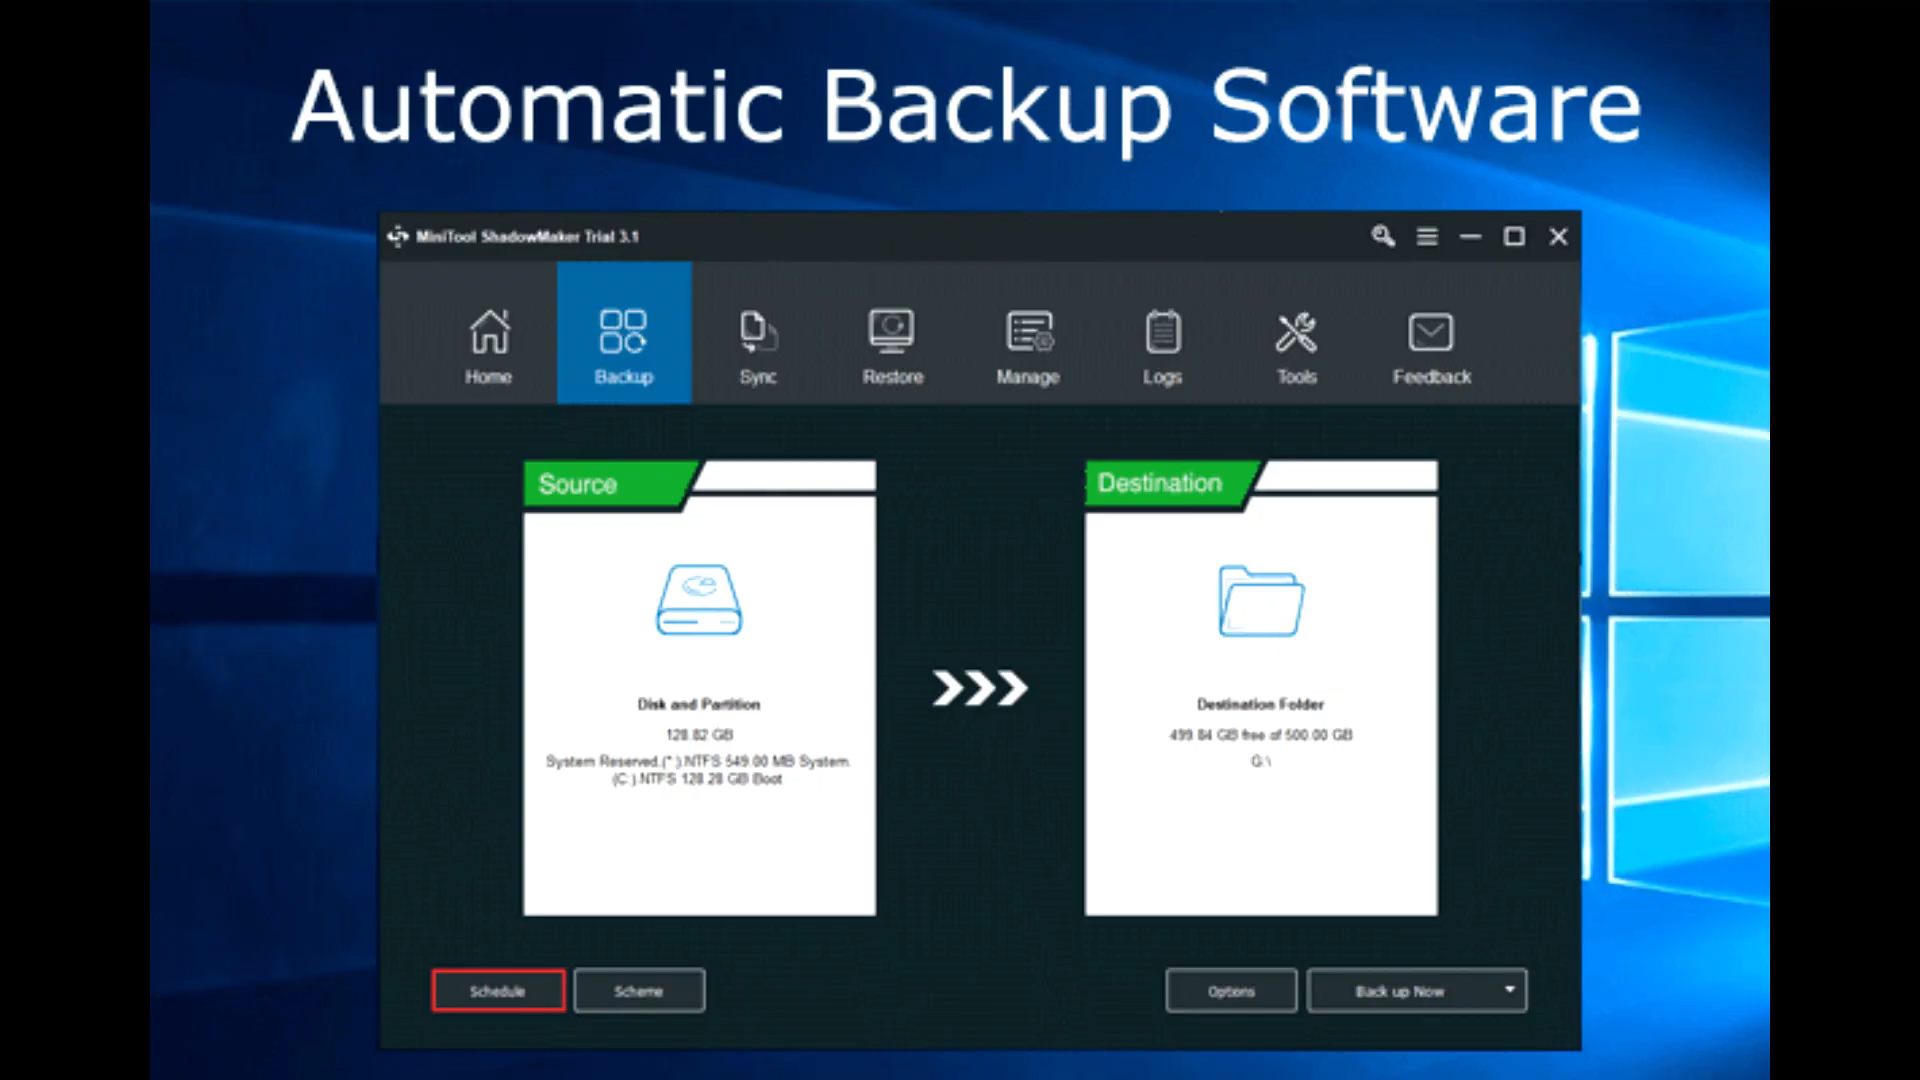 Automatic Backup Software
MiniTool ShadowMaker Trial 3.1
Home
Backup
Sync
Restore
Manage
Logs
Tools
Feedback
Source
Destination
Disk and Partition
128.82 GB
System Reserved.(*:).NTFS 549.00 MB System.
(C:).NTFS 128.28 GB Boot
Destination Folder
499.84 GB free of 500.00 GB
G:\
Schedule
Scheme
Options
Back up Now